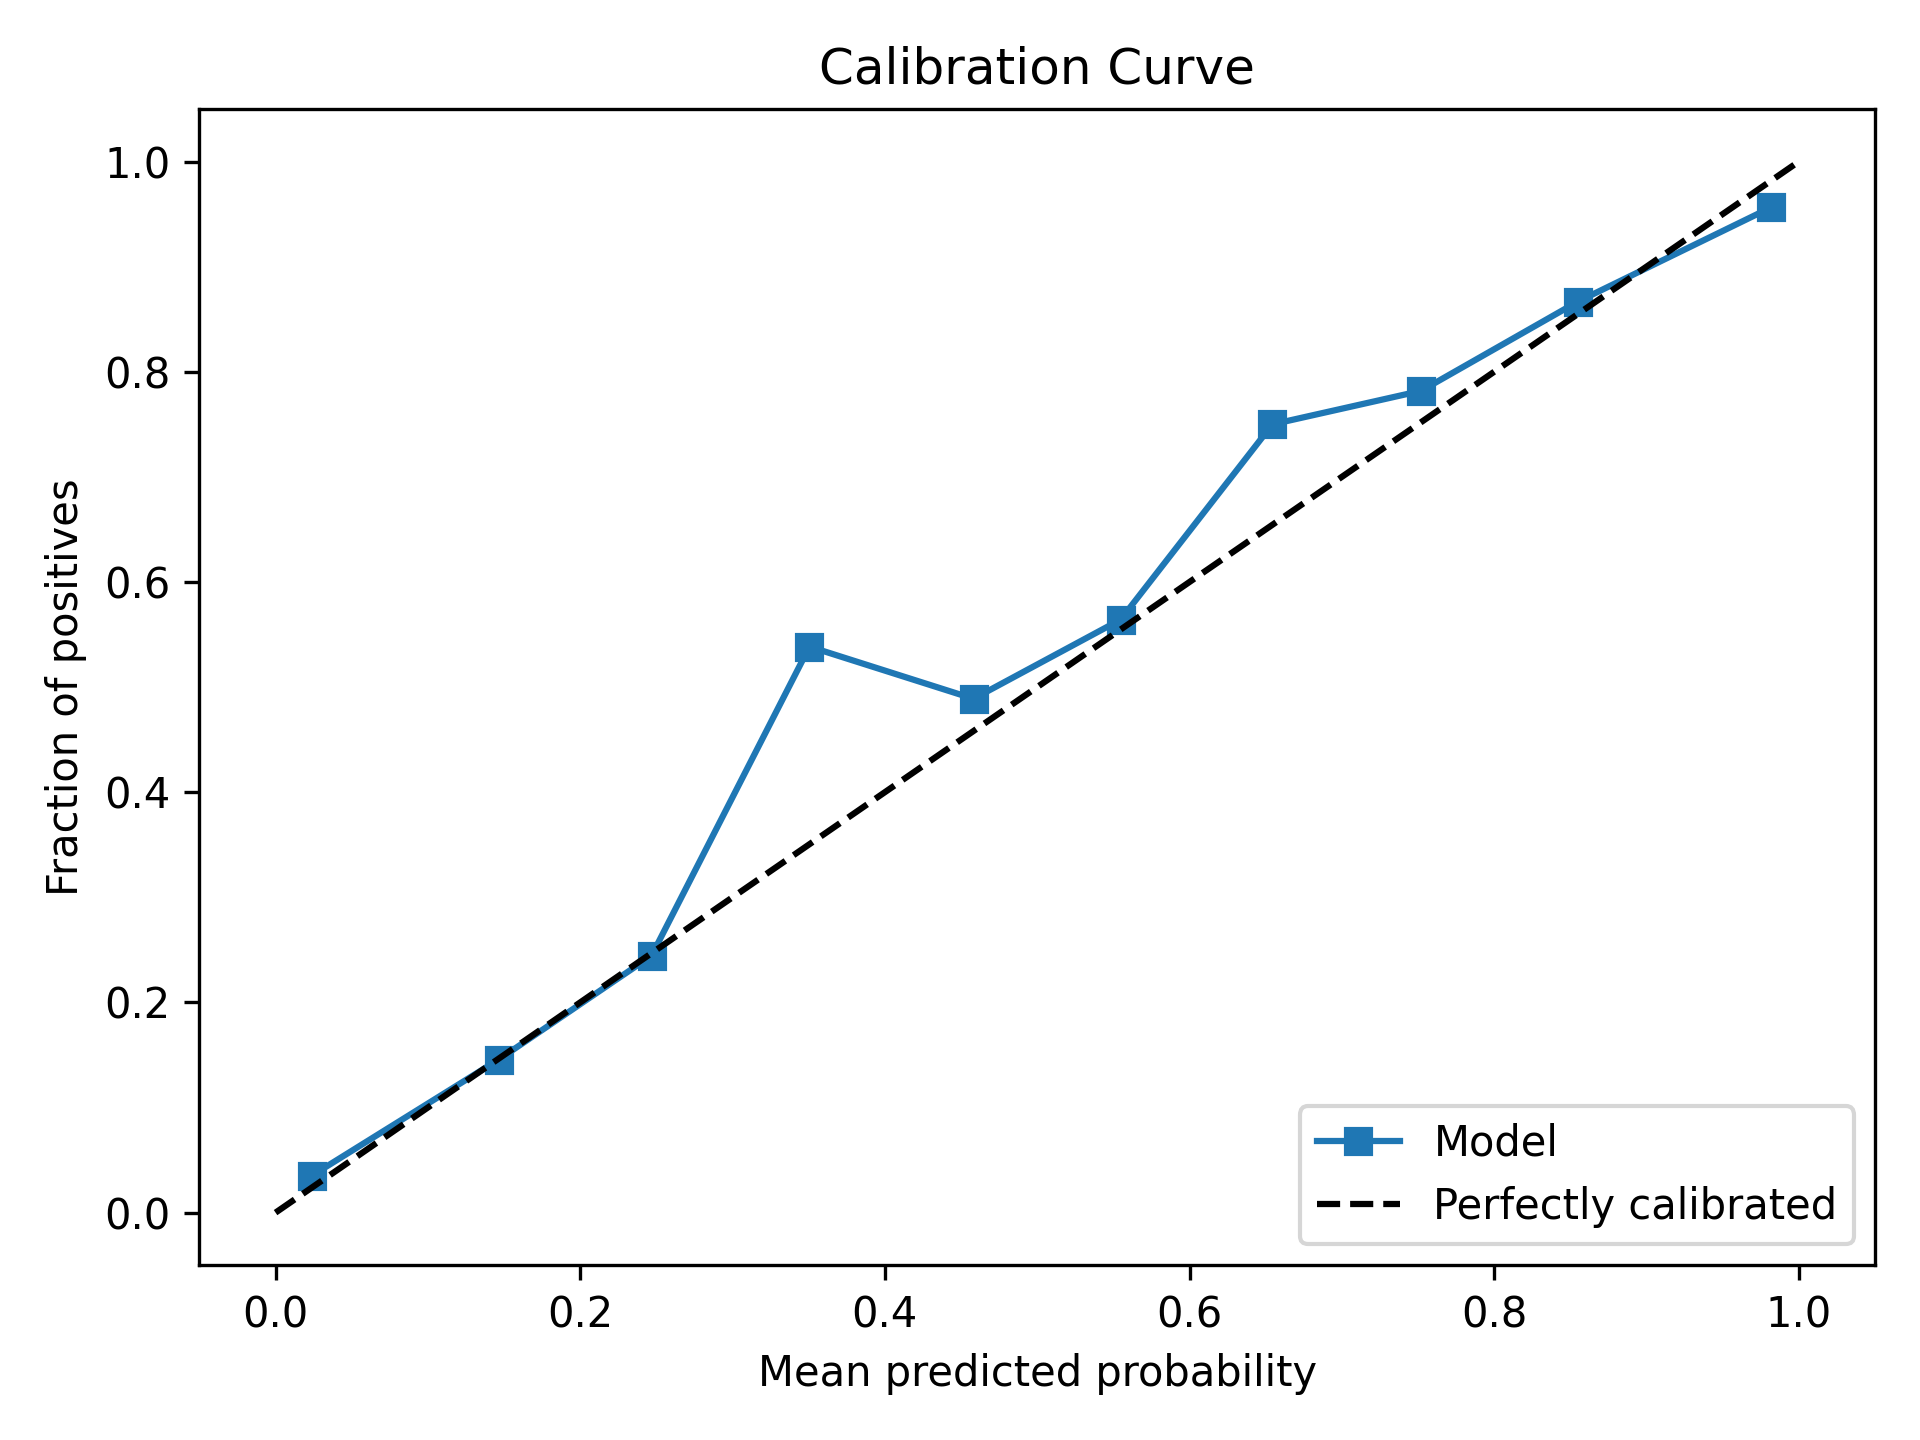 Calibration Curve
1.0
0.8
0.6
0.4
0.2
0.0
Fraction of positives
Model
Perfectly calibrated
0.0 0.2 0.4 0.6 0.8 1.0
Mean predicted probability